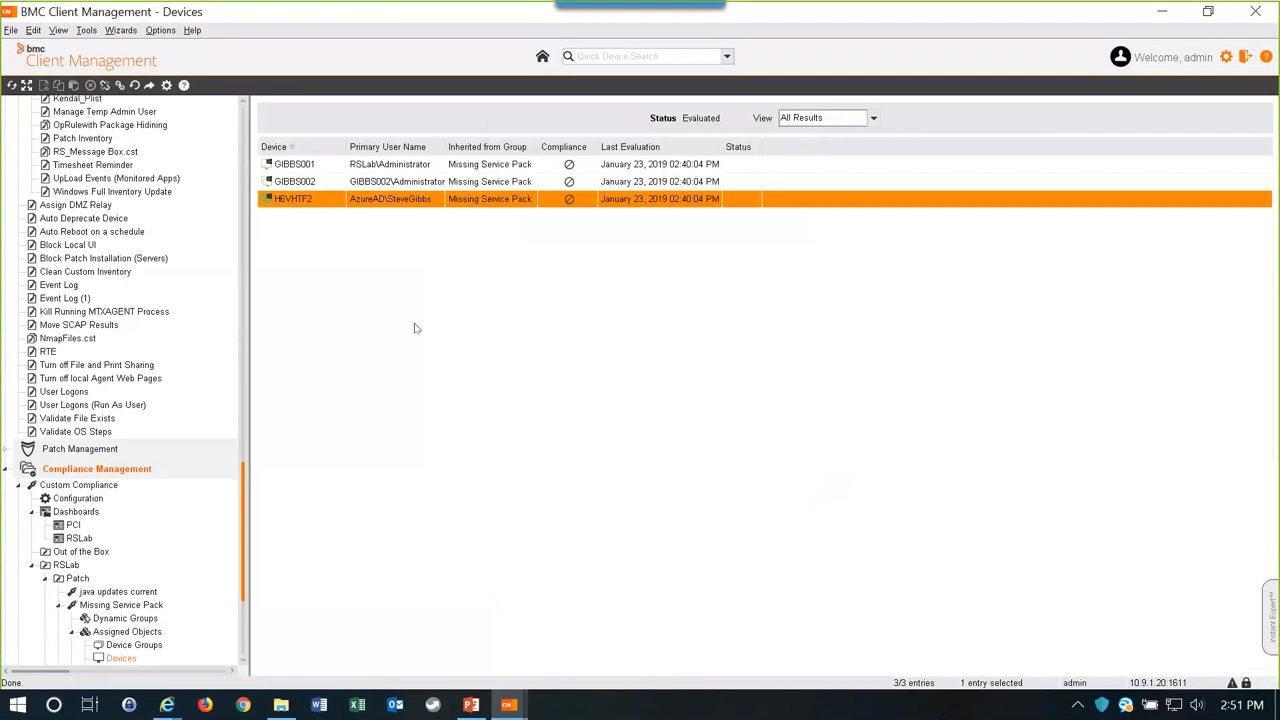 BMC Client Management - Devices
File Edit View Tools Wizards Options Help
bmc
Client Management
Quick Device Search
Welcome, admin
Kendal_Plist
Manage Temp Admin User
OpRulewith Package Hidining
Patch Inventory
RS_Message Box.cst
Timesheet Reminder
UpLoad Events (Monitored Apps)
Windows Full Inventory Update
Assign DMZ Relay
Auto Deprecate Device
Auto Reboot on a schedule
Block Local UI
Block Patch Installation (Servers)
Clean Custom Inventory
Event Log
Event Log (1)
Kill Running MTXAGENT Process
Move SCAP Results
NmapFiles.cst
RTE
Turn off File and Print Sharing
Turn off local Agent Web Pages
User Logons
User Logons (Run As User)
Validate File Exists
Validate OS Steps
Patch Management
Compliance Management
Custom Compliance
Configuration
Dashboards
PCI
RSLab
Out of the Box
RSLab
Patch
java updates current
Missing Service Pack
Dynamic Groups
Assigned Objects
Device Groups
Devices
Status Evaluated View All Results
Device Primary User Name Inherited from Group Compliance Last Evaluation Status
GIBBS001 RSLab\Administrator Missing Service Pack January 23, 2019 02:40:04 PM
GIBBS002 GIBBS002\Administrator Missing Service Pack January 23, 2019 02:40:04 PM
H6VHTF2 AzureAD\SteveGibbs Missing Service Pack January 23, 2019 02:40:04 PM
Instant Expert™
Done. 3/3 entries 1 entry selected admin 10.9.1.20:1611
2:51 PM